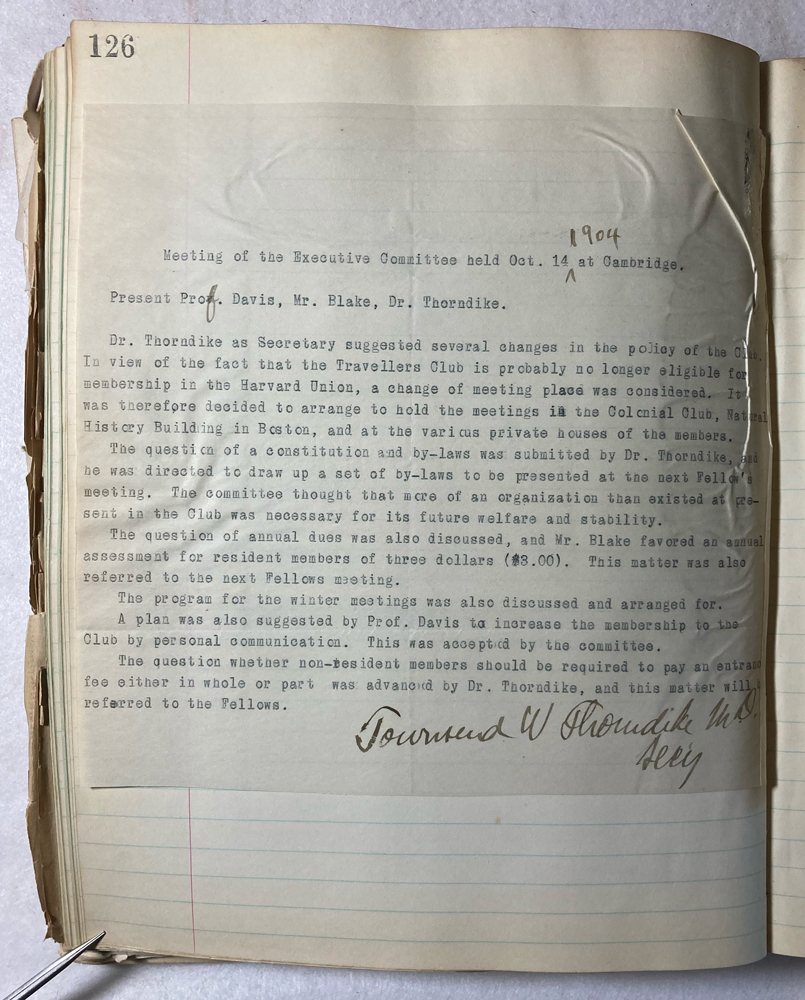 126
1904
Meeting of the Executive Committee held Oct. 14 at Cambridge.
Present Prof. Davis, Mr. Blake, Dr. Thorndike.
Dr. Thorndike as Secretary suggested several changes in the policy of the Club.
In view of the fact that the Travellers Club is probably no longer eligible for
membership in the Harvard Union, a change of meeting place was considered. It
was therefore decided to arrange to hold the meetings in the Colonial Club, Natural
History Building in Boston, and at the various private houses of the members.
The question of a constitution and by-laws was submitted by Dr. Thorndike, and
he was directed to draw up a set of by-laws to be presented at the next Fellow's
meeting. The committee thought that more of an organization than existed at pre-
sent in the Club was necessary for its future welfare and stability.
The question of annual dues was also discussed, and Mr. Blake favored an annual
assessment for resident members of three dollars ($3.00). This matter was also
referred to the next Fellows meeting.
The program for the winter meetings was also discussed and arranged for.
A plan was also suggested by Prof. Davis to increase the membership to the
Club by personal communication. This was accepted by the committee.
The question whether non-resident members should be required to pay an entranc
fee either in whole or part was advanced by Dr. Thorndike, and this matter will
referred to the Fellows.
Townsend W Thorndike M.D.
Secy